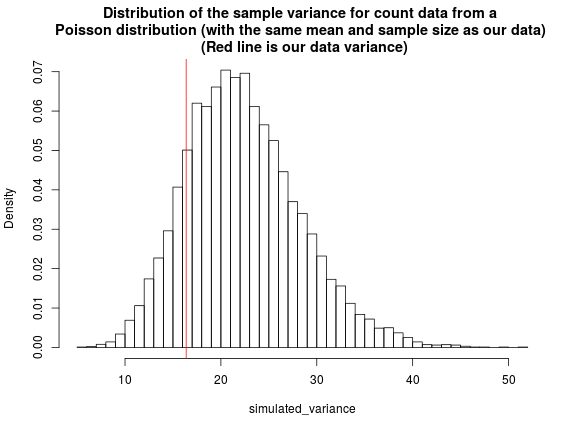 Distribution of the sample variance for count data from a
Poisson distribution (with the same mean and sample size as our data)
(Red line is our data variance)
0.07
0.06
0.05
0.04
0.03
0.02
0.01
0.00
Density
10 20 30 40 50
simulated_variance